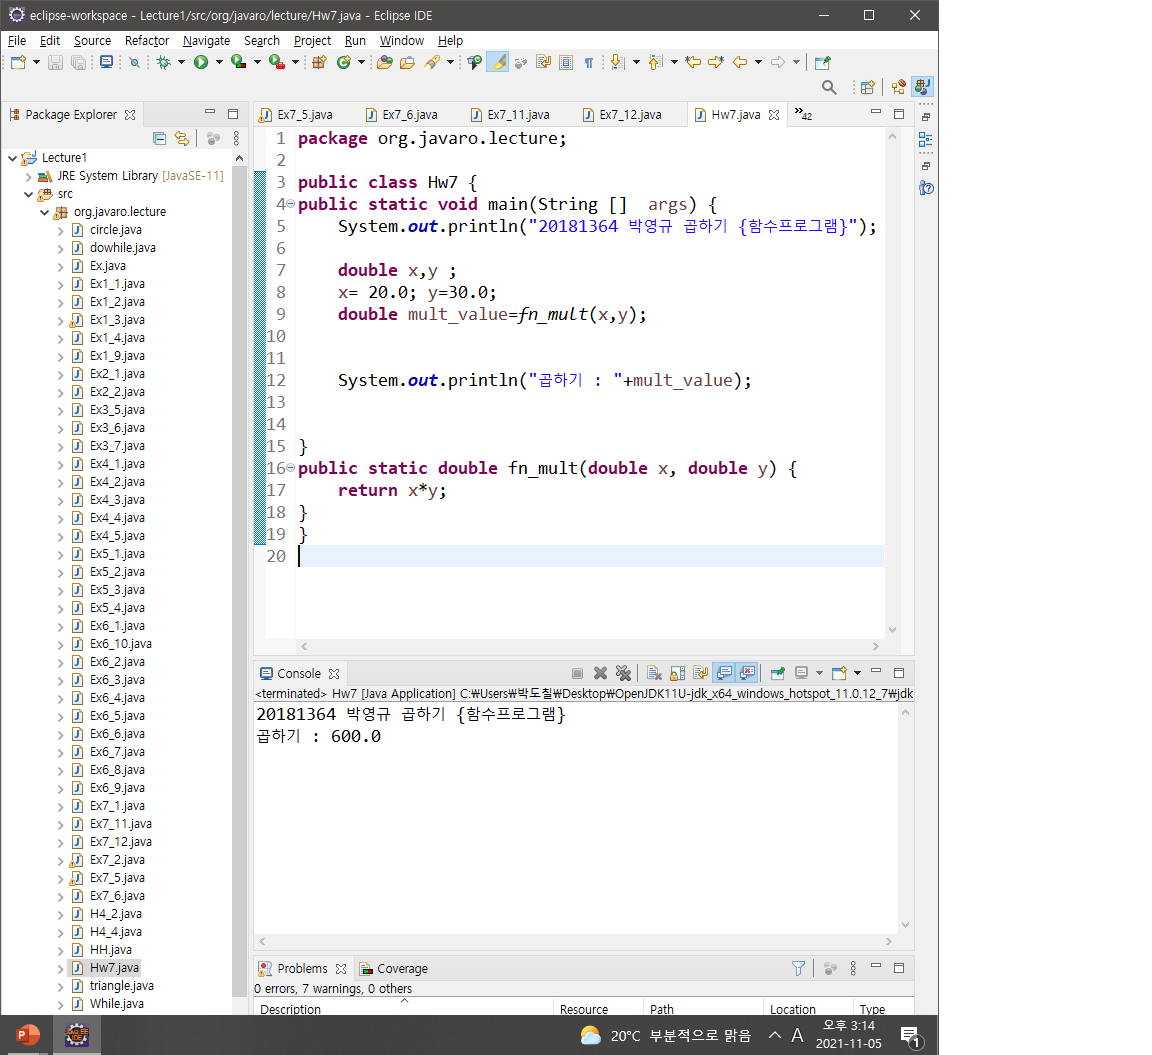 eclipse-workspace - Lecture1/src/org/javaro/lecture/Hw7.java - Eclipse IDE
File Edit Source Refactor Navigate Search Project Run Window Help
Package Explorer
Lecture1
JRE System Library [JavaSE-11]
src
org.javaro.lecture
circle.java
dowhile.java
Ex.java
Ex1_1.java
Ex1_2.java
Ex1_3.java
Ex1_4.java
Ex1_9.java
Ex2_1.java
Ex2_2.java
Ex3_5.java
Ex3_6.java
Ex3_7.java
Ex4_1.java
Ex4_2.java
Ex4_3.java
Ex4_4.java
Ex4_5.java
Ex5_1.java
Ex5_2.java
Ex5_3.java
Ex5_4.java
Ex6_1.java
Ex6_10.java
Ex6_2.java
Ex6_3.java
Ex6_4.java
Ex6_5.java
Ex6_6.java
Ex6_7.java
Ex6_8.java
Ex6_9.java
Ex7_1.java
Ex7_11.java
Ex7_12.java
Ex7_2.java
Ex7_5.java
Ex7_6.java
H4_2.java
H4_4.java
HH.java
Hw7.java
triangle.java
While.java
Ex7_5.java Ex7_6.java Ex7_11.java Ex7_12.java Hw7.java »42
1 package org.javaro.lecture;
2
3 public class Hw7 {
4 public static void main(String []  args) {
5     System.out.println("20181364 박영규 곱하기 {함수프로그램}");
6
7     double x,y ;
8     x= 20.0; y=30.0;
9     double mult_value=fn_mult(x,y);
10
11
12     System.out.println("곱하기 : "+mult_value);
13
14
15 }
16 public static double fn_mult(double x, double y) {
17     return x*y;
18 }
19 }
20
Console
<terminated> Hw7 [Java Application] C:₩Users₩박도칠₩Desktop₩OpenJDK11U-jdk_x64_windows_hotspot_11.0.12_7₩jdk
20181364 박영규 곱하기 {함수프로그램}
곱하기 : 600.0
Problems Coverage
0 errors, 7 warnings, 0 others
Description Resource Path Location Type
20°C 부분적으로 맑음 A 오후 3:14
2021-11-05 1